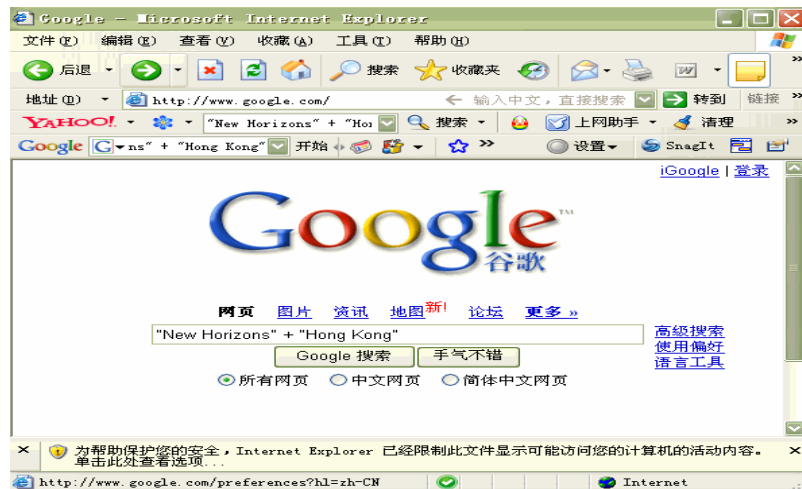 Google - Microsoft Internet Explorer
文件(F) 编辑(E) 查看(V) 收藏(A) 工具(T) 帮助(H)
后退 搜索 收藏夹 »
地址(D) http://www.google.com/ ← 输入中文，直接搜索 转到 链接 »
YAHOO! "New Horizons" + "Ho 搜索 上网助手 清理 »
Google G ns" + "Hong Kong" 开始 » 设置 SnagIt
iGoogle | 登录
Google™
谷歌
网页 图片 资讯 地图新! 论坛 更多 »
"New Horizons" + "Hong Kong" 高级搜索
使用偏好
Google 搜索 手气不错 语言工具
所有网页 中文网页 简体中文网页
× 为帮助保护您的安全，Internet Explorer 已经限制此文件显示可能访问您的计算机的活动内容。 ×
单击此处查看选项...
http://www.google.com/preferences?hl=zh-CN Internet